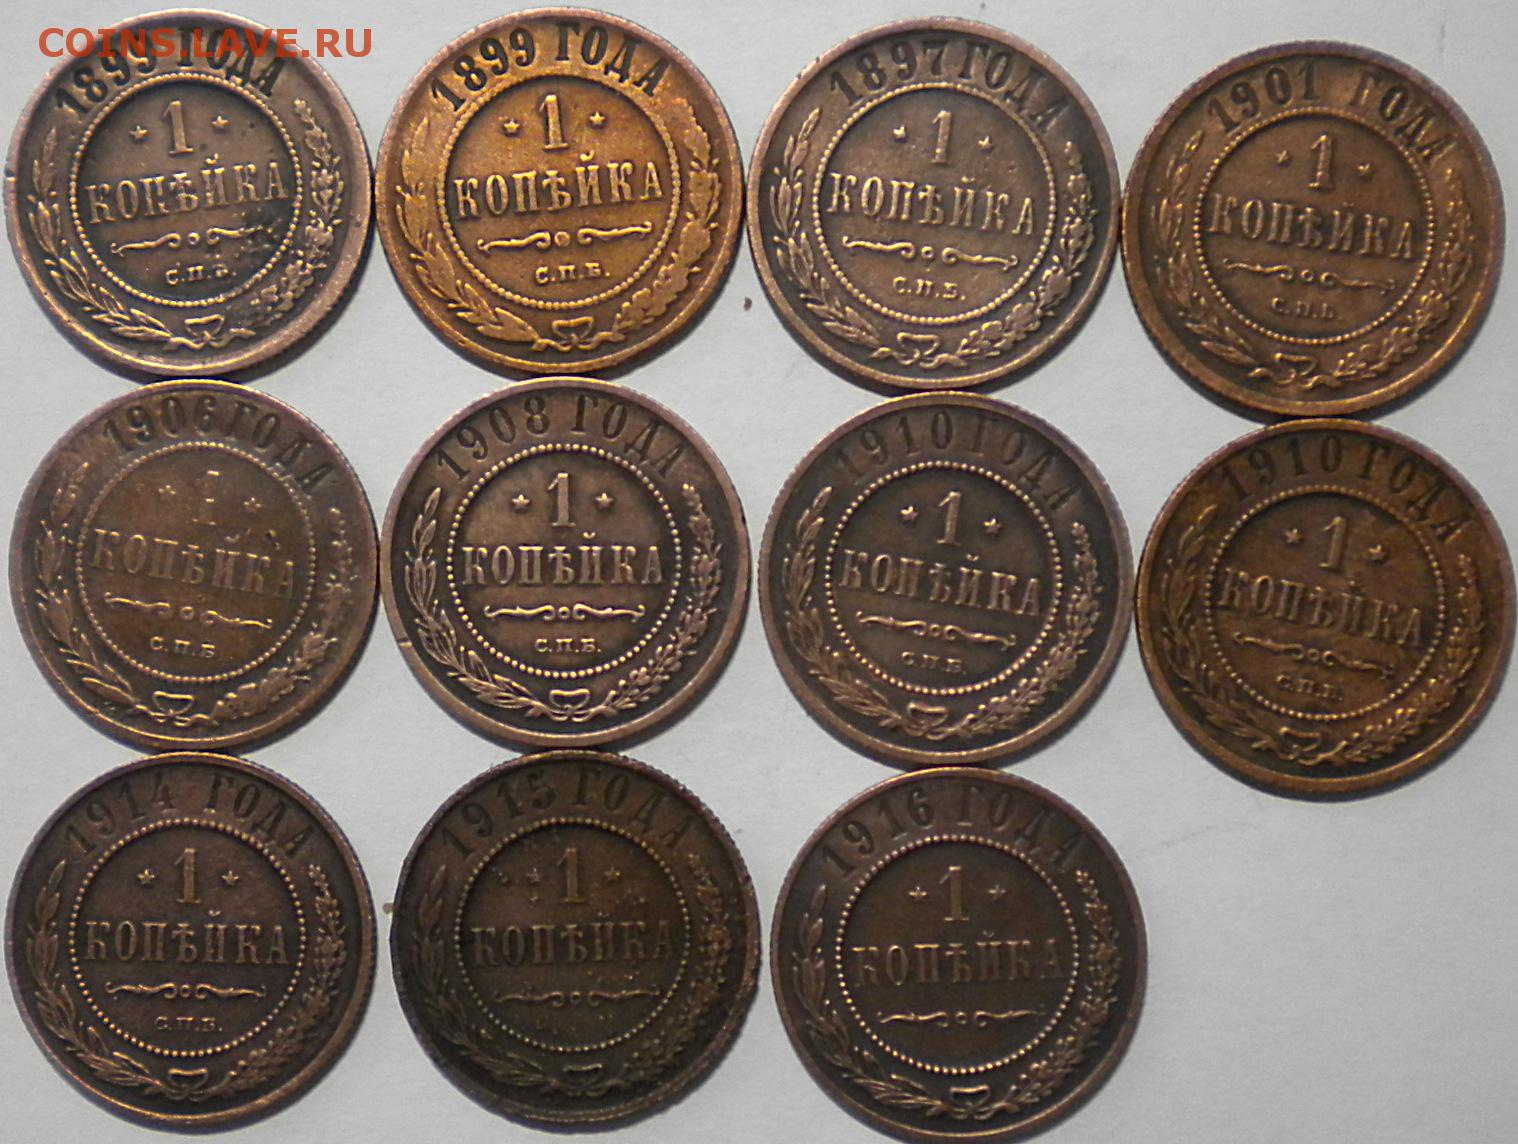 COINS.LAVE.RU
1899 ГОДА
1
КОПѢЙКА
С.П.Б.
1899 ГОДА
1
КОПѢЙКА
С.П.Б.
1897 ГОДА
1
КОПѢЙКА
С.П.Б.
1901 ГОДА
1
КОПѢЙКА
С.П.Б.
1906 ГОДА
1
КОПѢЙКА
С.П.Б.
1908 ГОДА
1
КОПѢЙКА
С.П.Б.
1910 ГОДА
1
КОПѢЙКА
С.П.Б.
1910 ГОДА
1
КОПѢЙКА
С.П.Б.
1914 ГОДА
1
КОПѢЙКА
С.П.Б.
1915 ГОДА
1
КОПѢЙКА
1916 ГОДА
1
КОПѢЙКА